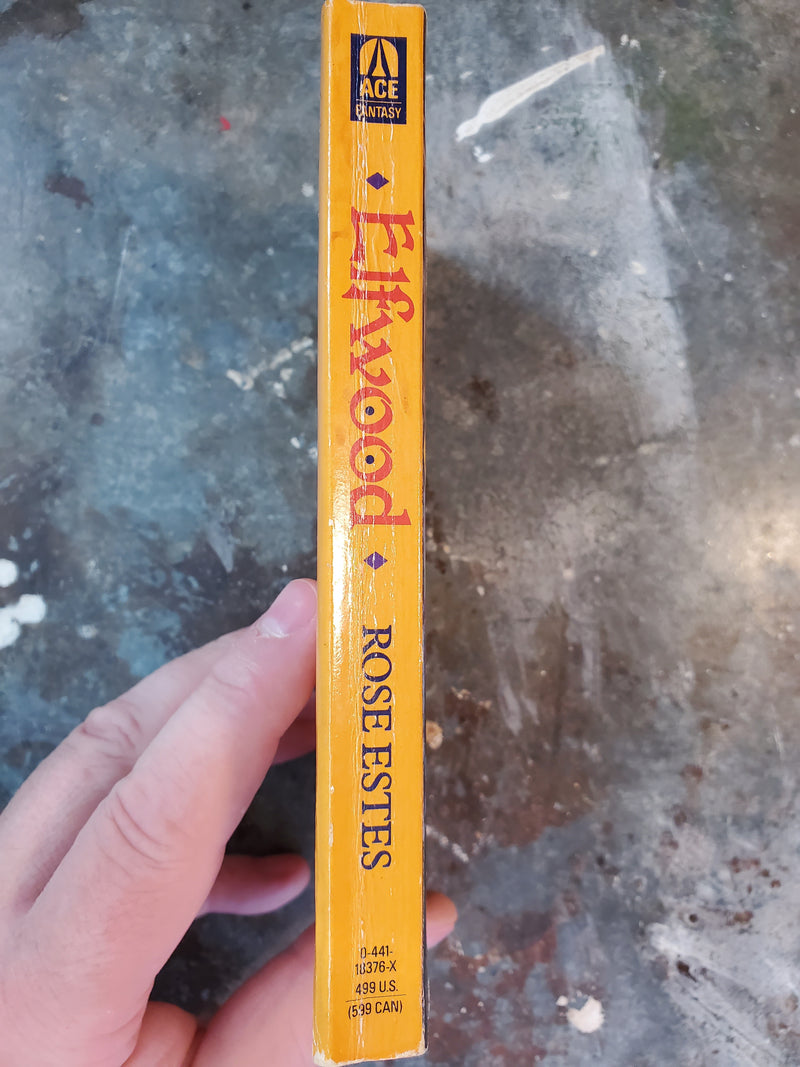 ACE
FANTASY
Elfwood
ROSE ESTES
0-441-
18376-X
499 U.S.
(599 CAN)